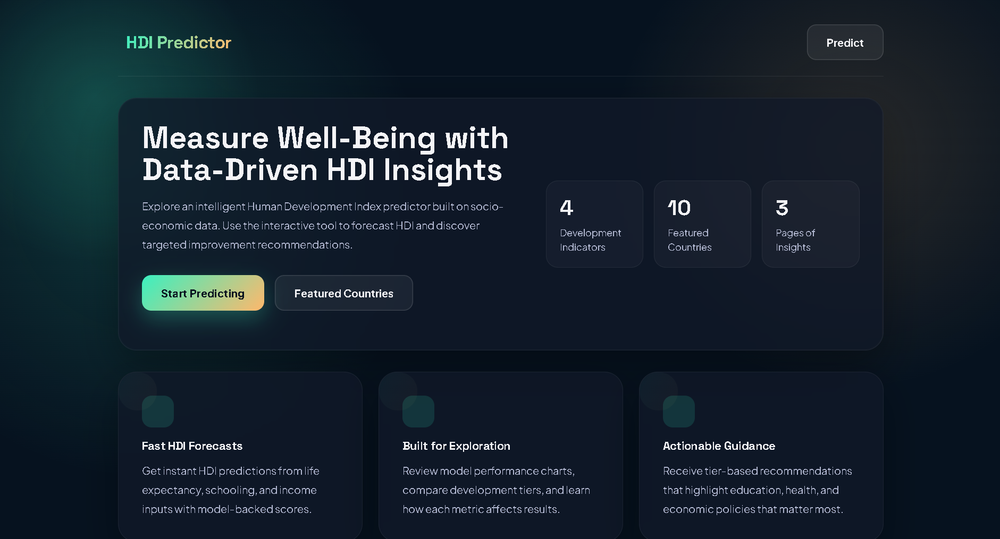 HDI Predictor
Predict
Measure Well-Being with
Data-Driven HDI Insights
Explore an intelligent Human Development Index predictor built on socio-
economic data. Use the interactive tool to forecast HDI and discover
targeted improvement recommendations.
Start Predicting
Featured Countries
4
Development
Indicators
10
Featured
Countries
3
Pages of
Insights
Fast HDI Forecasts
Get instant HDI predictions from life
expectancy, schooling, and income
inputs with model-backed scores.
Built for Exploration
Review model performance charts,
compare development tiers, and learn
how each metric affects results.
Actionable Guidance
Receive tier-based recommendations
that highlight education, health, and
economic policies that matter most.